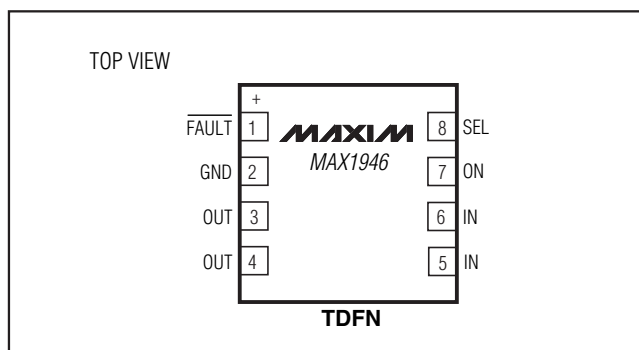 TOP VIEW
+
FAULT 1 MAXIM 8 SEL
GND 2 MAX1946 7 ON
OUT 3 6 IN
OUT 4 5 IN
TDFN